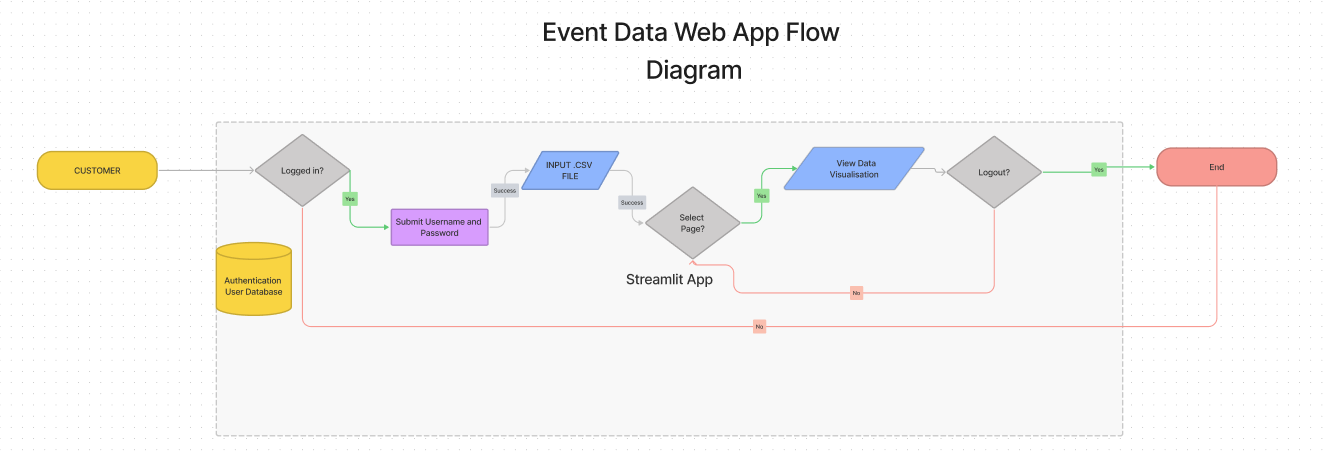 Event Data Web App Flow
Diagram
CUSTOMER
Logged in?
Yes
Submit Username and
Password
Success
INPUT .CSV
FILE
Success
Select
Page?
Yes
View Data
Visualisation
Logout?
Yes
End
Authentication
User Database
Streamlit App
No
No